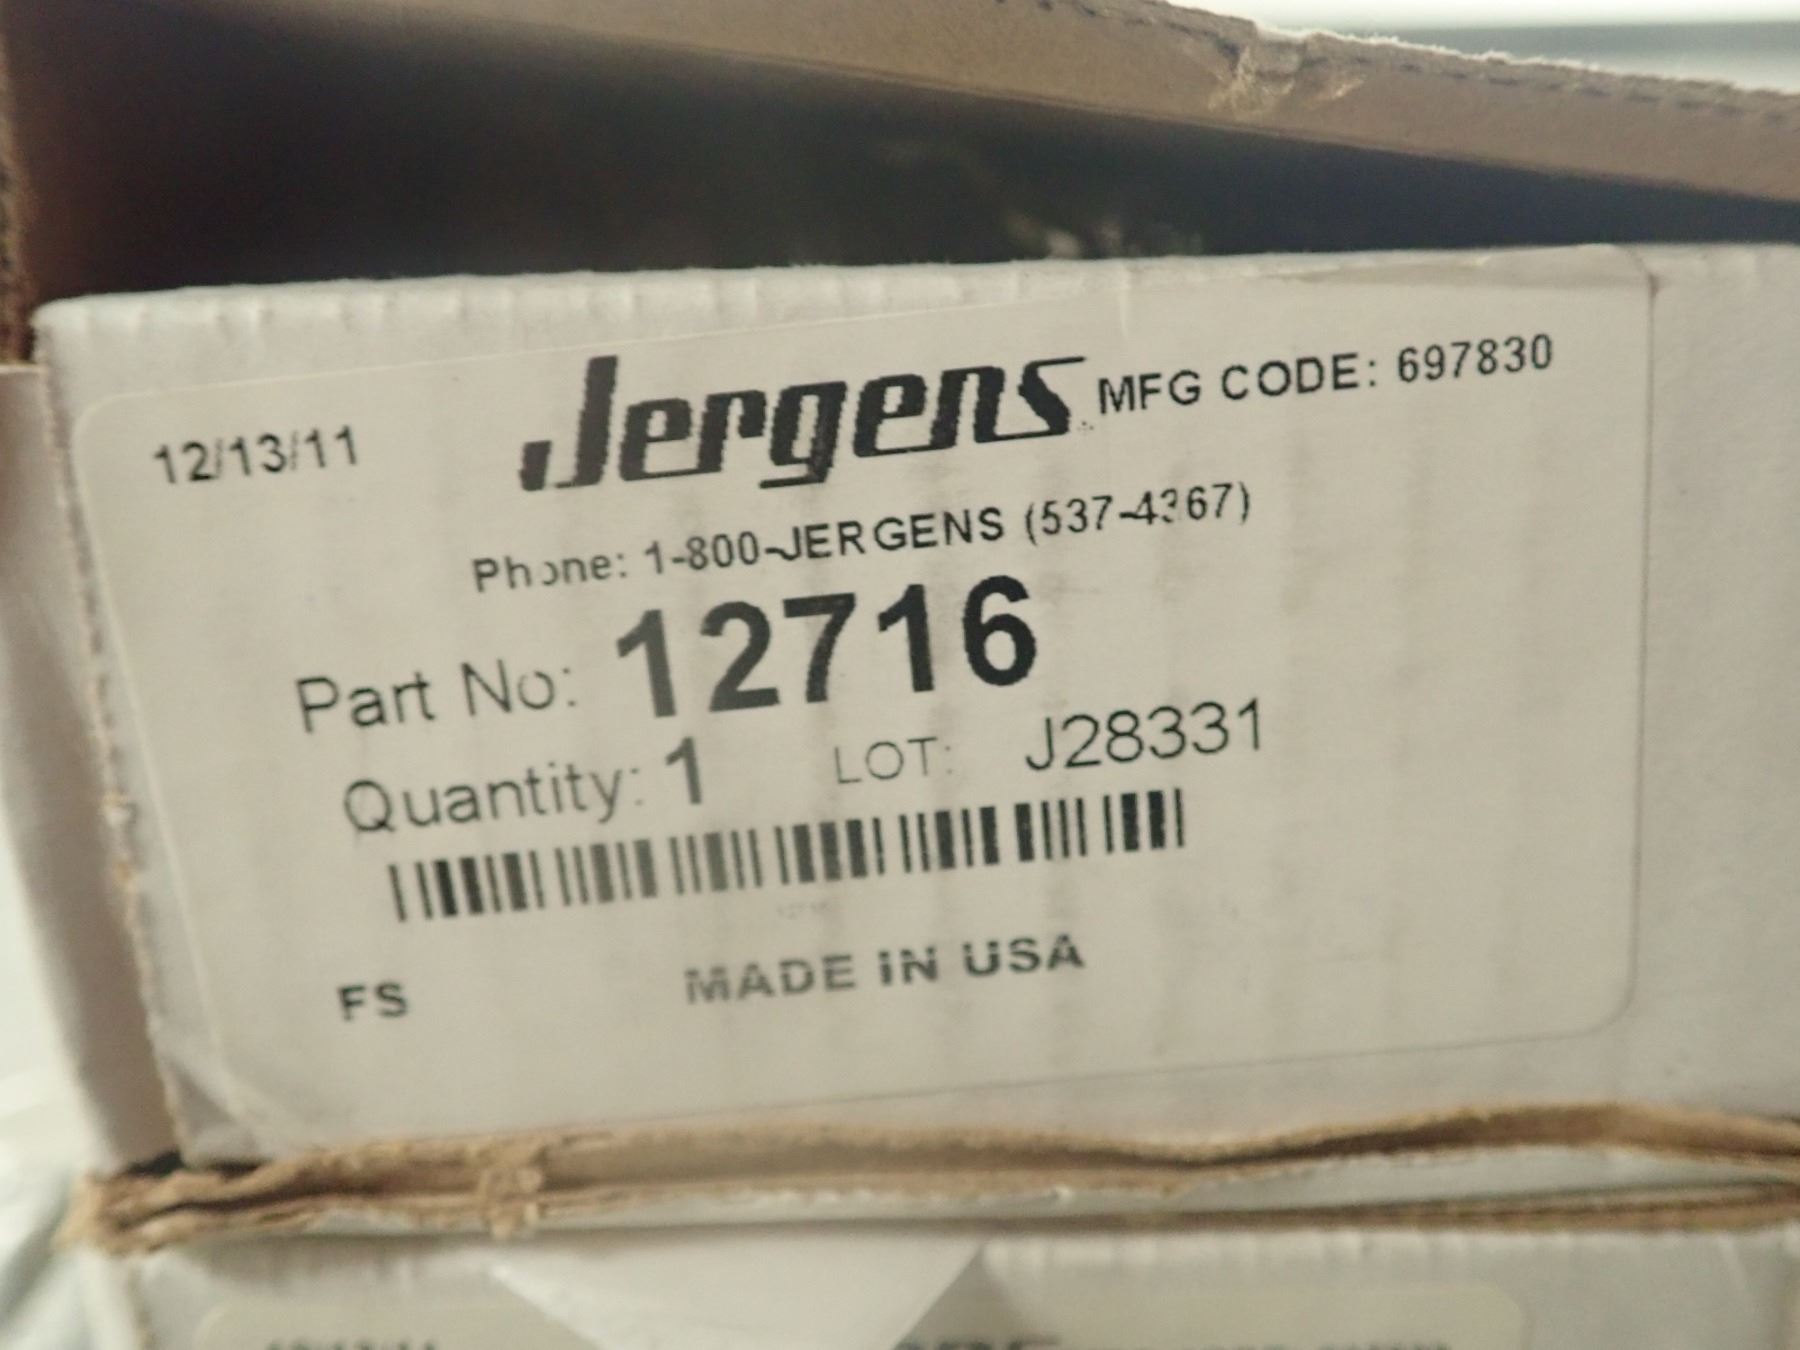 12/13/11
Jergens MFG CODE: 697830
Phone: 1-800-JERGENS (537-4367)
Part No: 12716
Quantity: 1 LOT: J28331
FS MADE IN USA